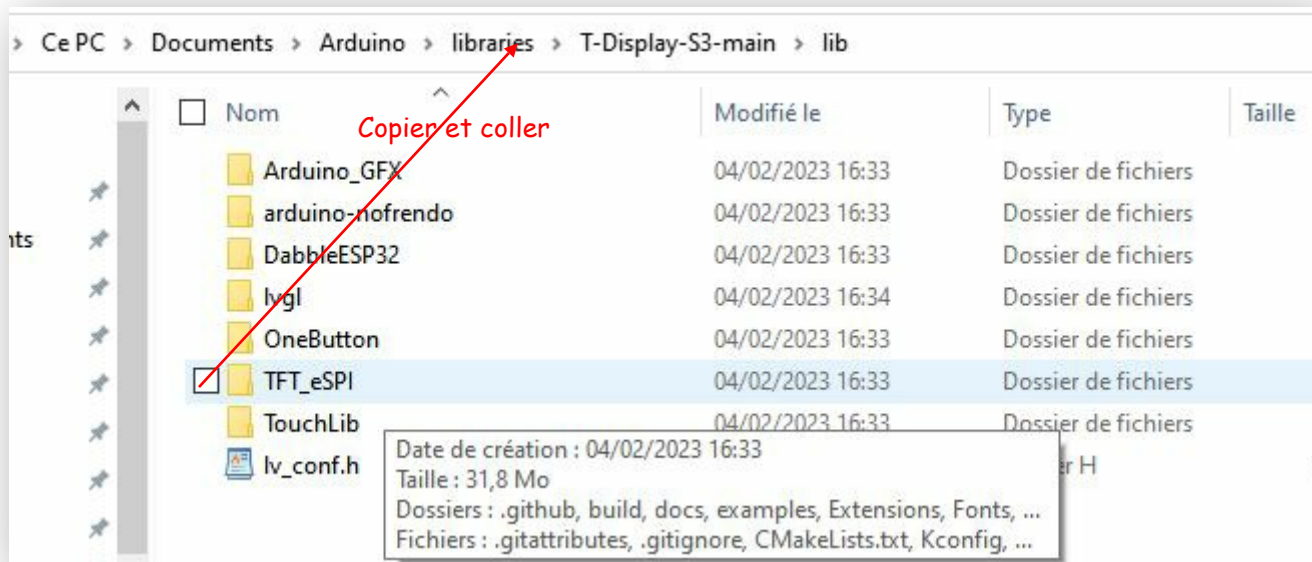 > Ce PC > Documents > Arduino > libraries > T-Display-S3-main > lib
Nom Modifié le Type Taille
Copier et coller
Arduino_GFX 04/02/2023 16:33 Dossier de fichiers
arduino-nofrendo 04/02/2023 16:33 Dossier de fichiers
nts
DabbleESP32 04/02/2023 16:33 Dossier de fichiers
lvgl 04/02/2023 16:34 Dossier de fichiers
OneButton 04/02/2023 16:33 Dossier de fichiers
TFT_eSPI 04/02/2023 16:33 Dossier de fichiers
TouchLib 04/02/2023 16:33 Dossier de fichiers
lv_conf.h er H
Date de création : 04/02/2023 16:33
Taille : 31,8 Mo
Dossiers : .github, build, docs, examples, Extensions, Fonts, ...
Fichiers : .gitattributes, .gitignore, CMakeLists.txt, Kconfig, ...